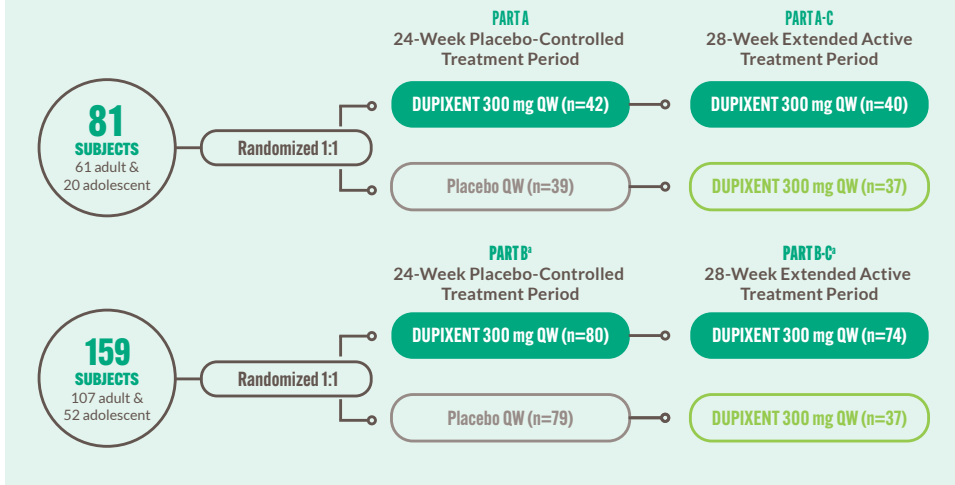 PART A
24-Week Placebo-Controlled
Treatment Period
PART A-C
28-Week Extended Active
Treatment Period
81
SUBJECTS
61 adult &
20 adolescent
Randomized 1:1
DUPIXENT 300 mg QW (n=42)
DUPIXENT 300 mg QW (n=40)
Placebo QW (n=39)
DUPIXENT 300 mg QW (n=37)
PART Bª
24-Week Placebo-Controlled
Treatment Period
PART B-Cª
28-Week Extended Active
Treatment Period
159
SUBJECTS
107 adult &
52 adolescent
Randomized 1:1
DUPIXENT 300 mg QW (n=80)
DUPIXENT 300 mg QW (n=74)
Placebo QW (n=79)
DUPIXENT 300 mg QW (n=37)